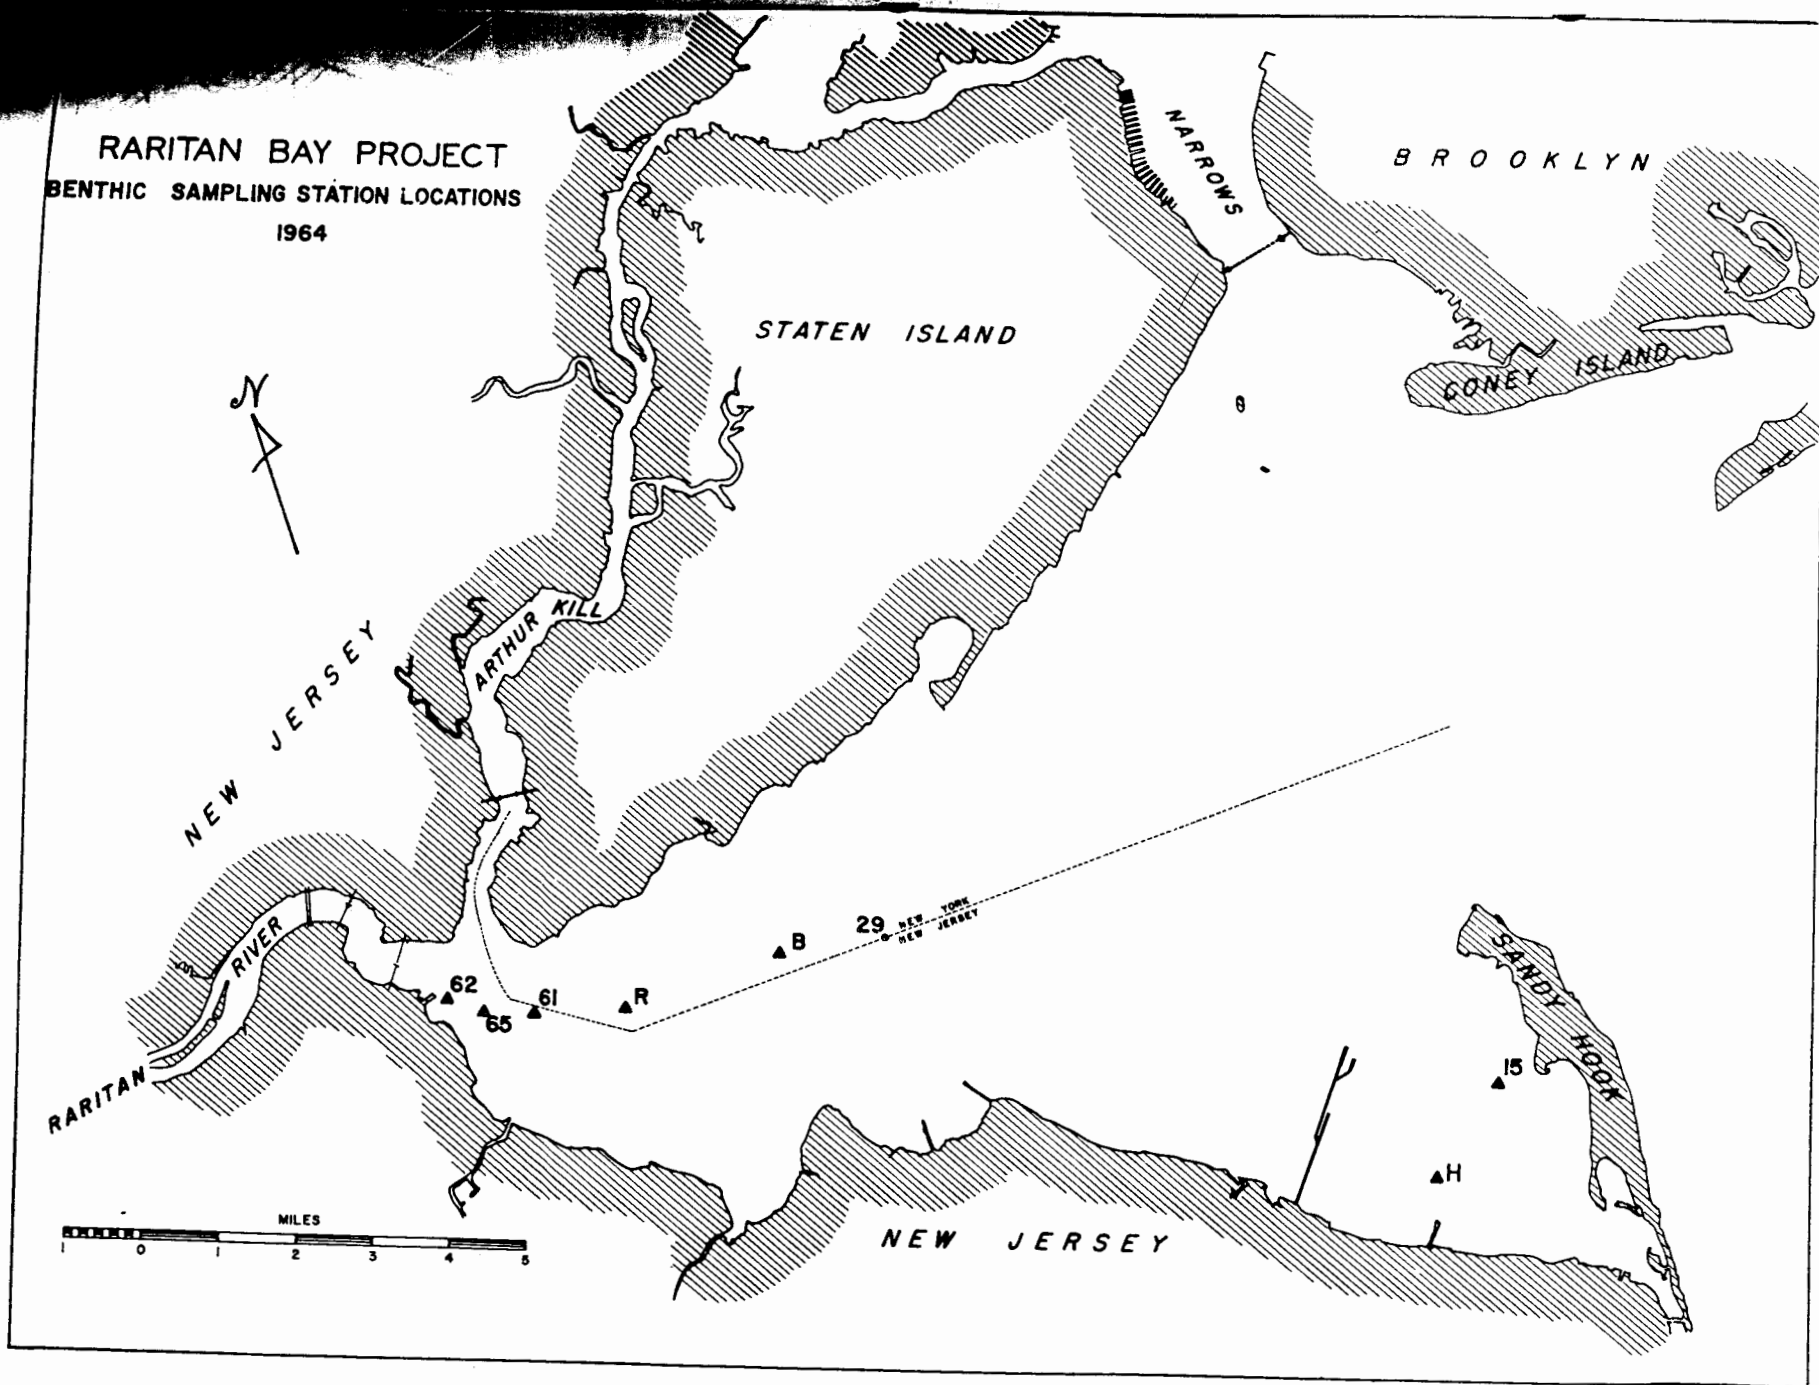 RARITAN BAY PROJECT
BENTHIC SAMPLING STATION LOCATIONS
1964
NARROWS
BROOKLYN
STATEN ISLAND
CONEY ISLAND
N
ARTHUR KILL
NEW JERSEY
RARITAN RIVER
29
NEW YORK
NEW JERSEY
B
62
65
61
R
SANDY HOOK
15
H
NEW JERSEY
MILES
1 0 1 2 3 4 5